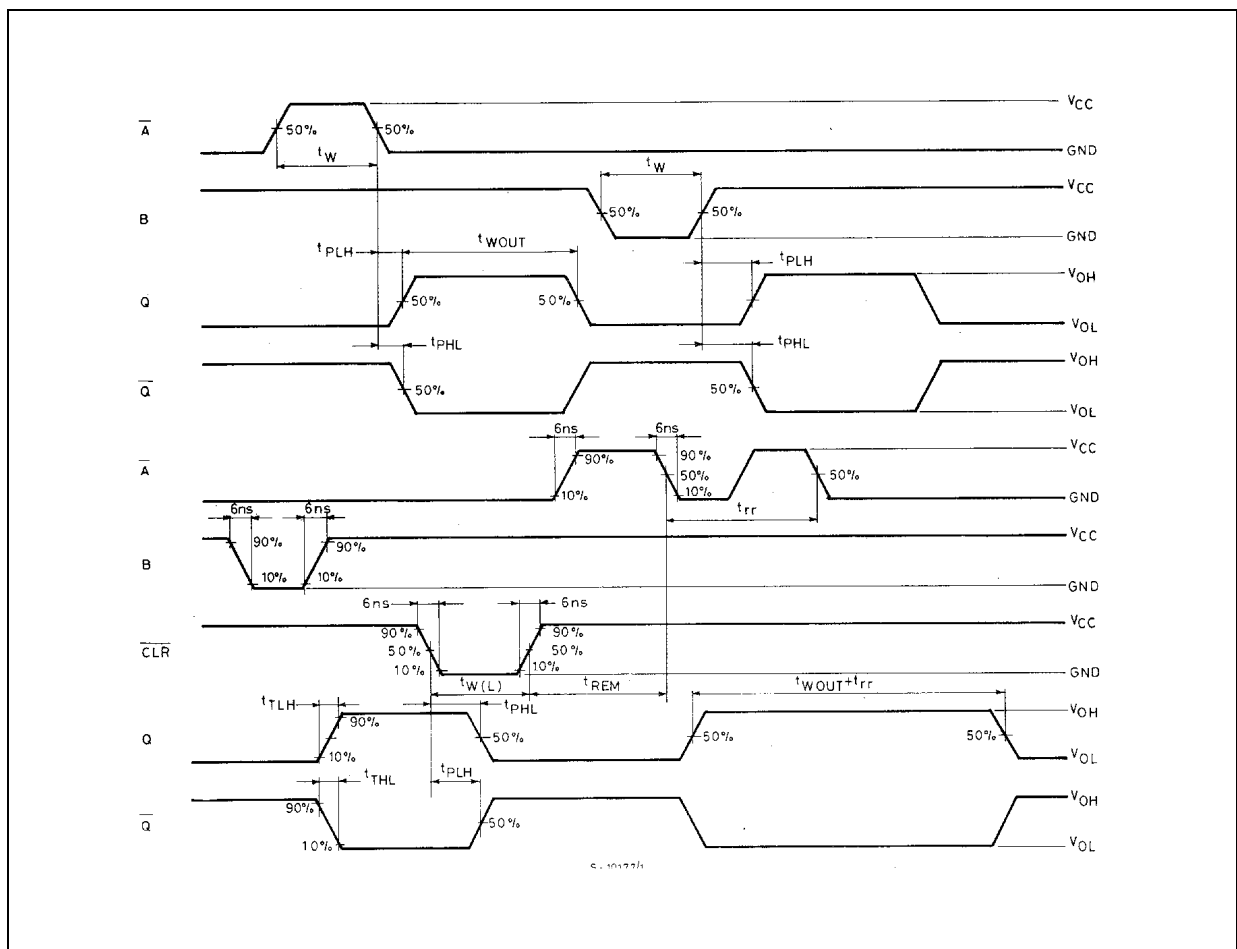 VCC
A̅
50%
50%
tW
GND
tW
VCC
B
50%
50%
GND
tPLH
tWOUT
tPLH
VOH
Q
50%
50%
VOL
tPHL
tPHL
VOH
Q̅
50%
50%
VOL
6ns
6ns
VCC
A̅
90%
90%
50%
50%
10%
10%
GND
trr
6ns
6ns
VCC
B
90%
90%
10%
10%
GND
6ns
6ns
VCC
C̅L̅R̅
90%
90%
50%
50%
10%
10%
GND
tW(L)
tREM
tWOUT+trr
tTLH
tPHL
VOH
Q
90%
50%
50%
50%
10%
VOL
tTHL
tPLH
VOH
Q̅
90%
50%
10%
VOL